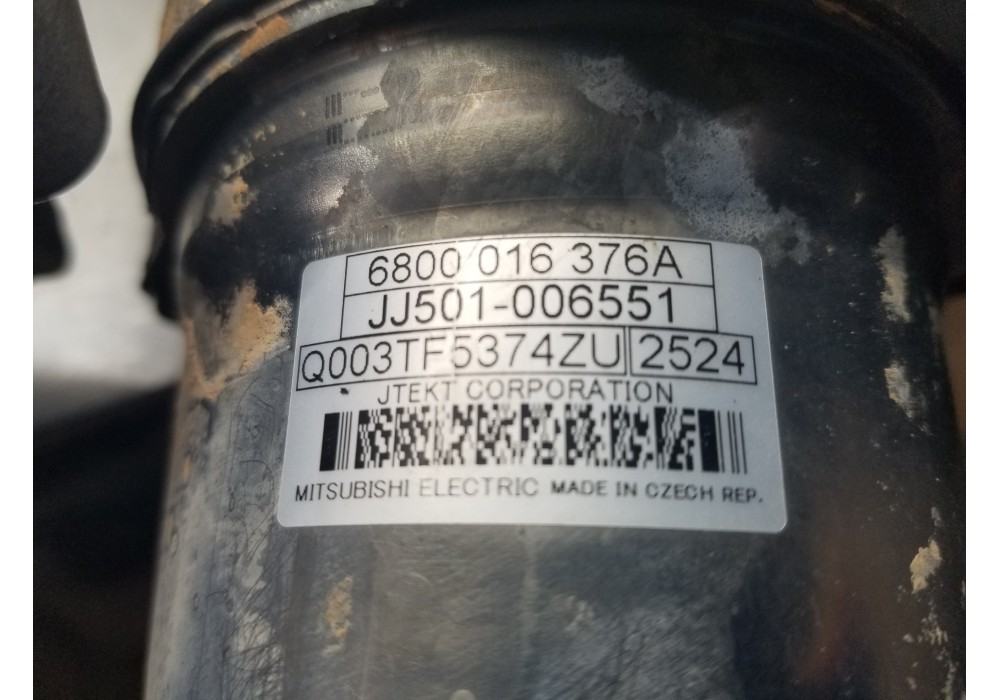 6800 016 376A
JJ501-006551
Q003TF5374ZU 2524
JTEKT CORPORATION
MITSUBISHI ELECTRIC MADE IN CZECH REP.